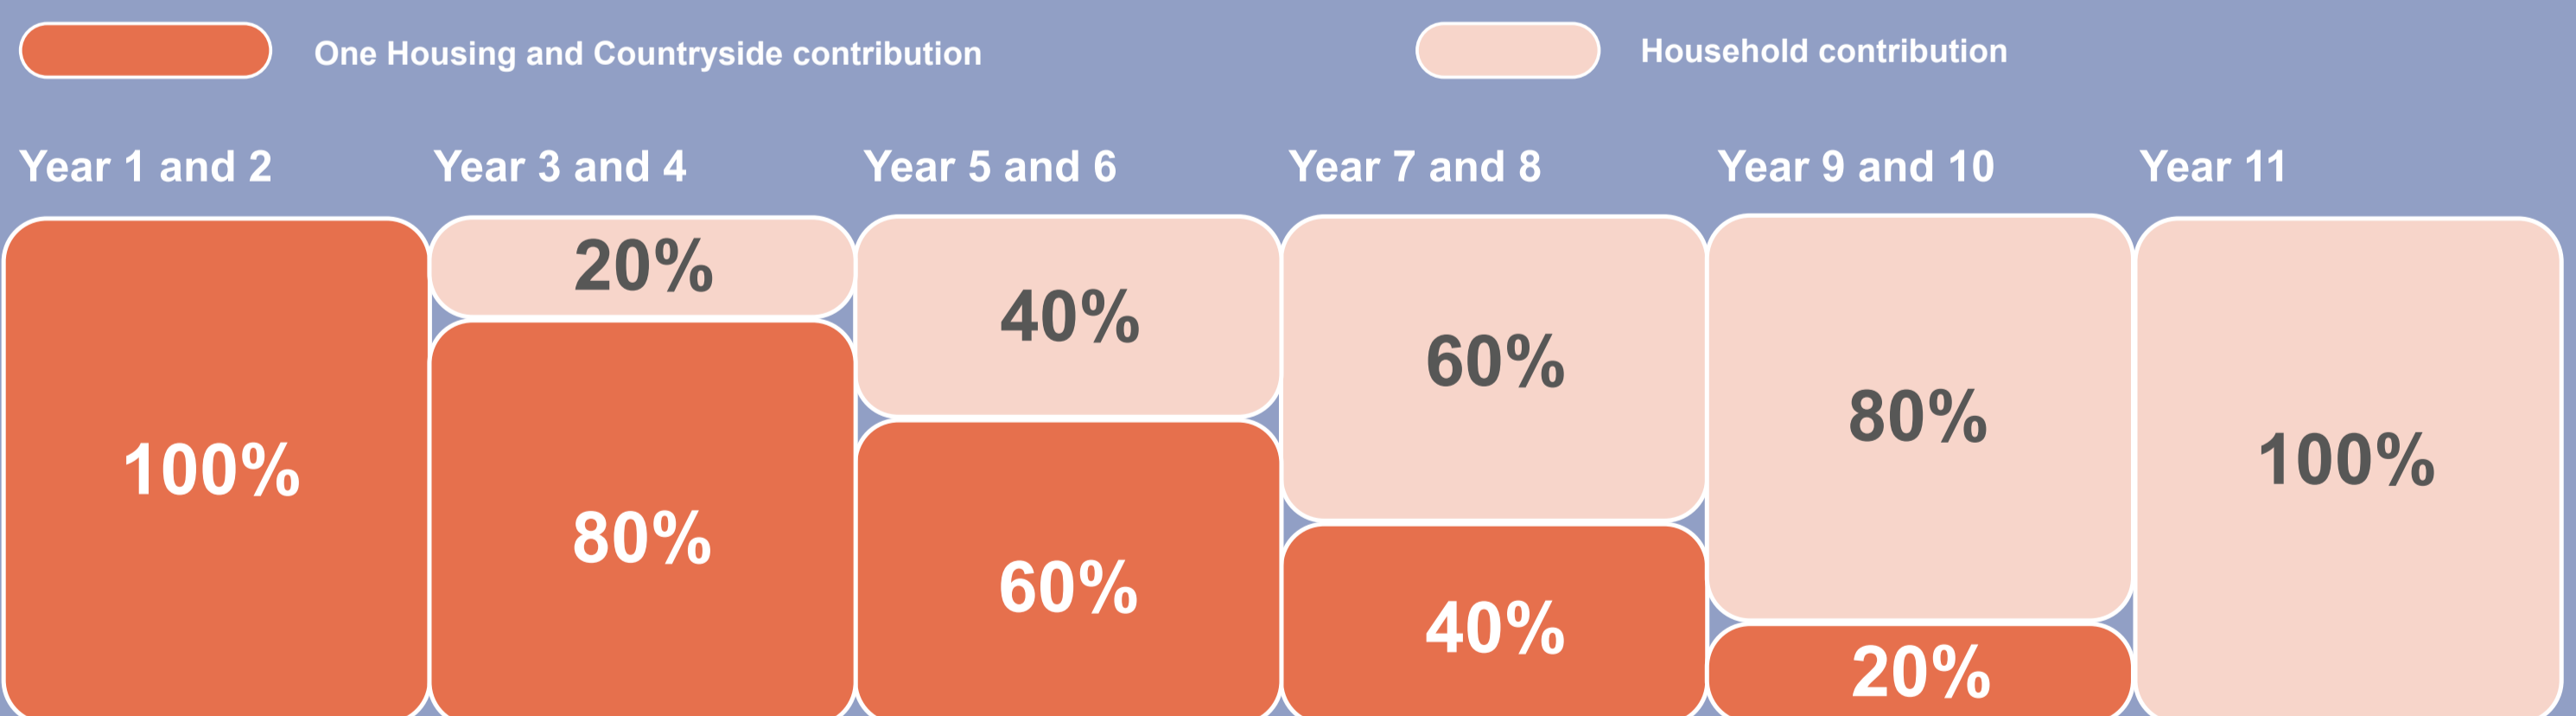 One Housing and Countryside contribution
Household contribution
Year 1 and 2
Year 3 and 4
Year 5 and 6
Year 7 and 8
Year 9 and 10
Year 11
100%
20%
80%
40%
60%
60%
40%
80%
20%
100%